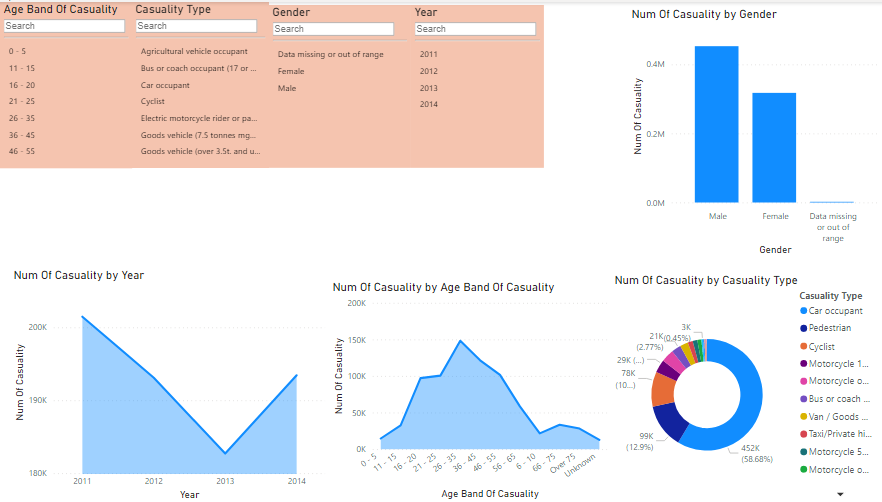 Age Band Of Casuality
Search
0 - 5
11 - 15
16 - 20
21 - 25
26 - 35
36 - 45
46 - 55
Casuality Type
Search
Agricultural vehicle occupant
Bus or coach occupant (17 or ...
Car occupant
Cyclist
Electric motorcycle rider or pa...
Goods vehicle (7.5 tonnes mg...
Goods vehicle (over 3.5t. and u...
Gender
Search
Data missing or out of range
Female
Male
Year
Search
2011
2012
2013
2014
Num Of Casuality by Gender
Num Of Casuality
0.4M
0.2M
0.0M
Male
Female
Data missing
or out of
range
Gender
Num Of Casuality by Year
Num Of Casuality
200K
190K
180K
2011
2012
2013
2014
Year
Num Of Casuality by Age Band Of Casuality
Num Of Casuality
200K
150K
100K
50K
0K
0 - 5
11 - 15
16 - 20
21 - 25
26 - 35
36 - 45
46 - 55
56 - 65
6 - 10
66 - 75
Over 75
Unknown
Age Band Of Casuality
Num Of Casuality by Casuality Type
3K
(0.45%)
21K
(2.77%)
29K (...)
78K
(10...)
99K
(12.9%)
452K
(58.68%)
Casuality Type
Car occupant
Pedestrian
Cyclist
Motorcycle 1...
Motorcycle o...
Bus or coach ...
Van / Goods ...
Taxi/Private hi...
Motorcycle 5...
Motorcycle o...